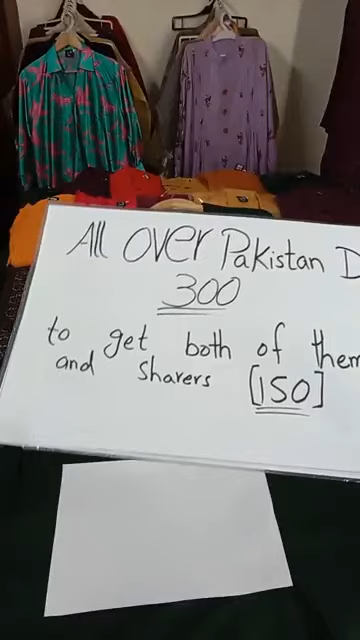 All over Pakistan D
300
to get both of them
and sharers [150]